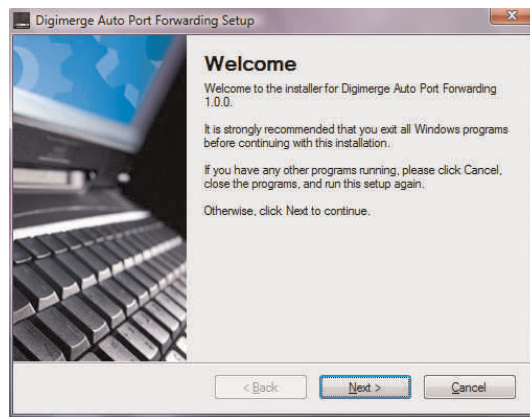 Digimerge Auto Port Forwarding Setup
Welcome
Welcome to the installer for Digimerge Auto Port Forwarding
1.0.0.
It is strongly recommended that you exit all Windows programs
before continuing with this installation.
If you have any other programs running, please click Cancel,
close the programs, and run this setup again.
Otherwise, click Next to continue.
< Back
Next >
Cancel